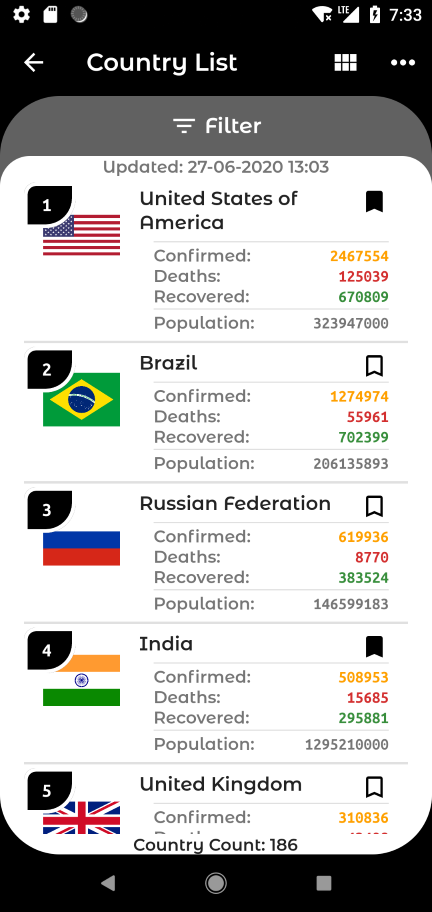 LTE 7:33
Country List
Filter
Updated: 27-06-2020 13:03
1
United States of
America
Confirmed: 2467554
Deaths: 125039
Recovered: 670809
Population: 323947000
2
Brazil
Confirmed: 1274974
Deaths: 55961
Recovered: 702399
Population: 206135893
3
Russian Federation
Confirmed: 619936
Deaths: 8770
Recovered: 383524
Population: 146599183
4
India
Confirmed: 508953
Deaths: 15685
Recovered: 295881
Population: 1295210000
5
United Kingdom
Confirmed: 310836
Country Count: 186